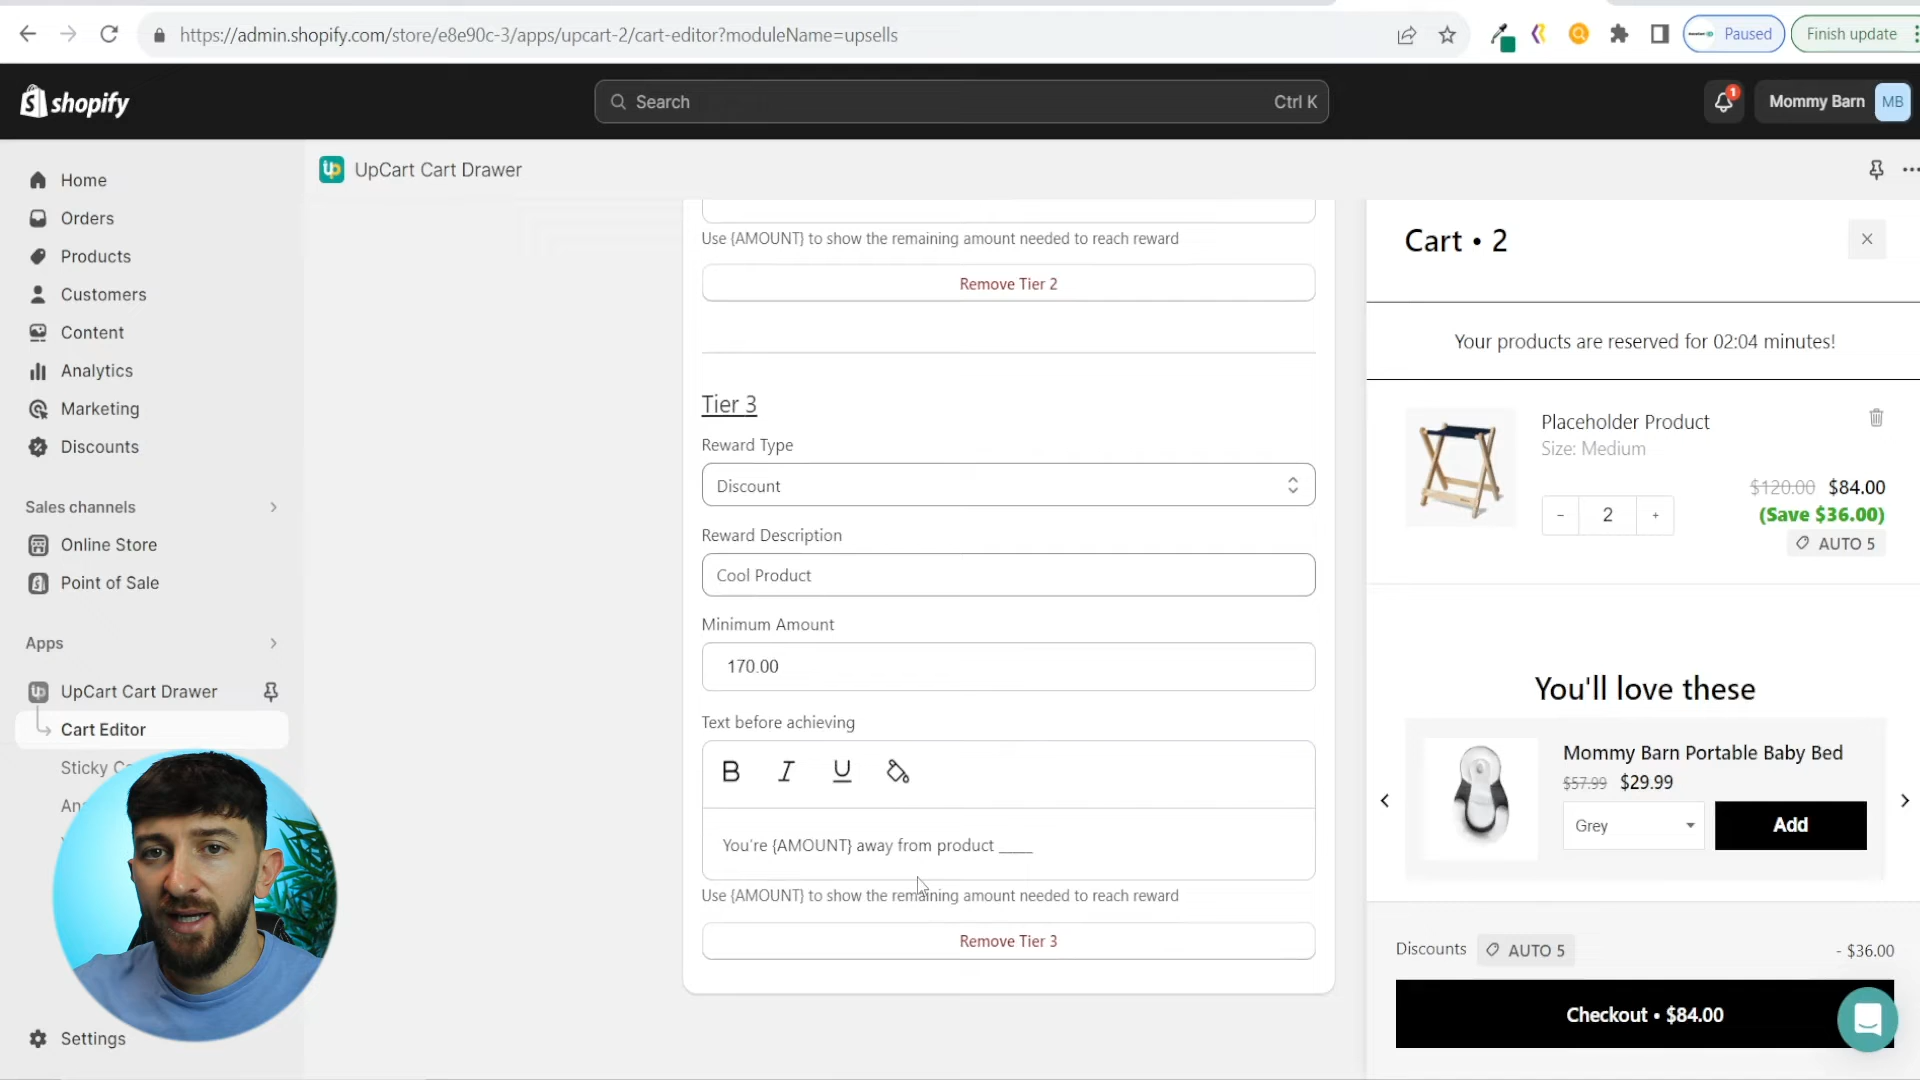 https://admin.shopify.com/store/e8e90c-3/apps/upcart-2/cart-editor?moduleName=upsells
Paused
Finish update
shopify
Search
Ctrl K
1
Mommy Barn
MB
Home
Orders
Products
Customers
Content
Analytics
Marketing
Discounts
Sales channels
Online Store
Point of Sale
Apps
UpCart Cart Drawer
Cart Editor
Sticky
Settings
up
UpCart Cart Drawer
Use {AMOUNT} to show the remaining amount needed to reach reward
Remove Tier 2
Tier 3
Reward Type
Discount
Reward Description
Cool Product
Minimum Amount
170.00
Text before achieving
B I U
You're {AMOUNT} away from product ____
Use {AMOUNT} to show the remaining amount needed to reach reward
Remove Tier 3
Cart • 2
Your products are reserved for 02:04 minutes!
Placeholder Product
Size: Medium
$120.00 $84.00
(Save $36.00)
− 2 +
AUTO 5
You'll love these
Mommy Barn Portable Baby Bed
$57.99 $29.99
Grey
Add
Discounts AUTO 5 - $36.00
Checkout • $84.00